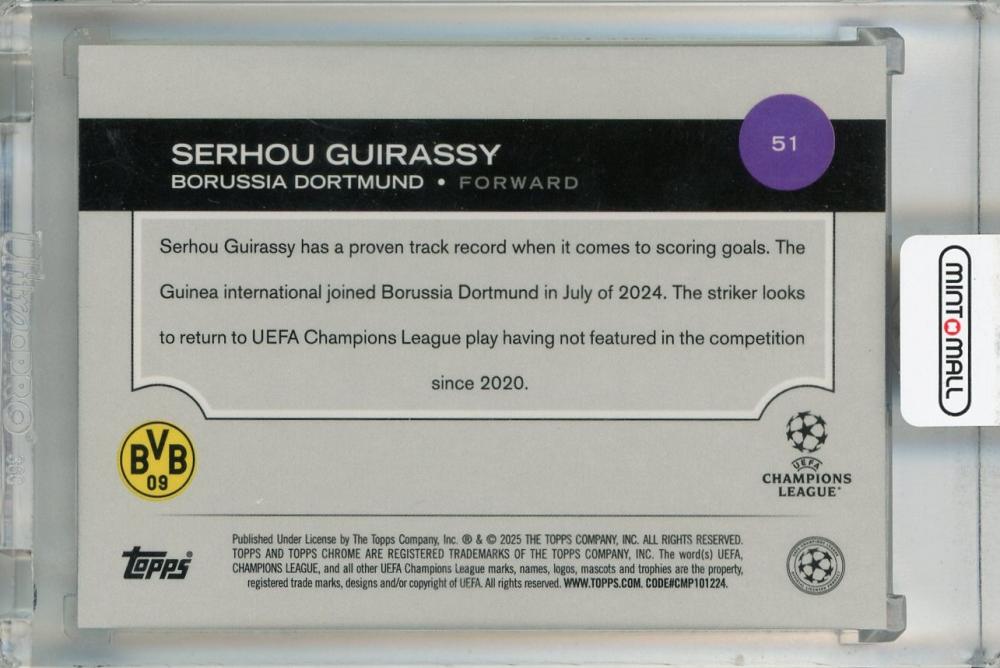 SERHOU GUIRASSY
BORUSSIA DORTMUND • FORWARD
51
Serhou Guirassy has a proven track record when it comes to scoring goals. The
Guinea international joined Borussia Dortmund in July of 2024. The striker looks
to return to UEFA Champions League play having not featured in the competition
since 2020.
BVB
09
UEFA
CHAMPIONS
LEAGUE
Topps
Published Under License by The Topps Company, Inc. ® & © 2025 THE TOPPS COMPANY, INC. ALL RIGHTS RESERVED.
TOPPS AND TOPPS CHROME ARE REGISTERED TRADEMARKS OF THE TOPPS COMPANY, INC. The word(s) UEFA,
CHAMPIONS LEAGUE, and all other UEFA Champions League marks, names, logos, mascots and trophies are the property,
registered trade marks, designs and/or copyright of UEFA. All rights reserved. WWW.TOPPS.COM. CODE#CMP101224.
MINT MALL